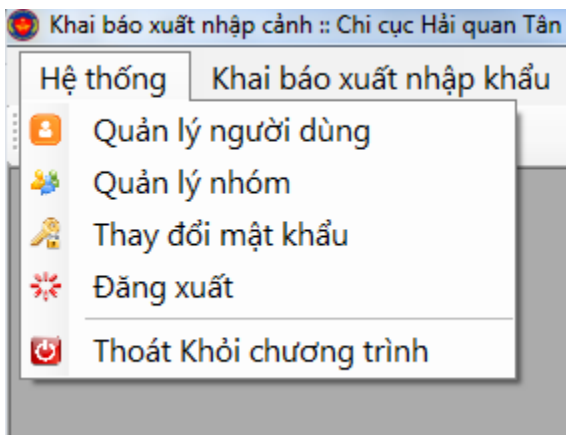 Khai báo xuất nhập cảnh :: Chi cục Hải quan Tân
Hệ thống Khai báo xuất nhập khẩu
Quản lý người dùng
Quản lý nhóm
Thay đổi mật khẩu
Đăng xuất
Thoát Khỏi chương trình